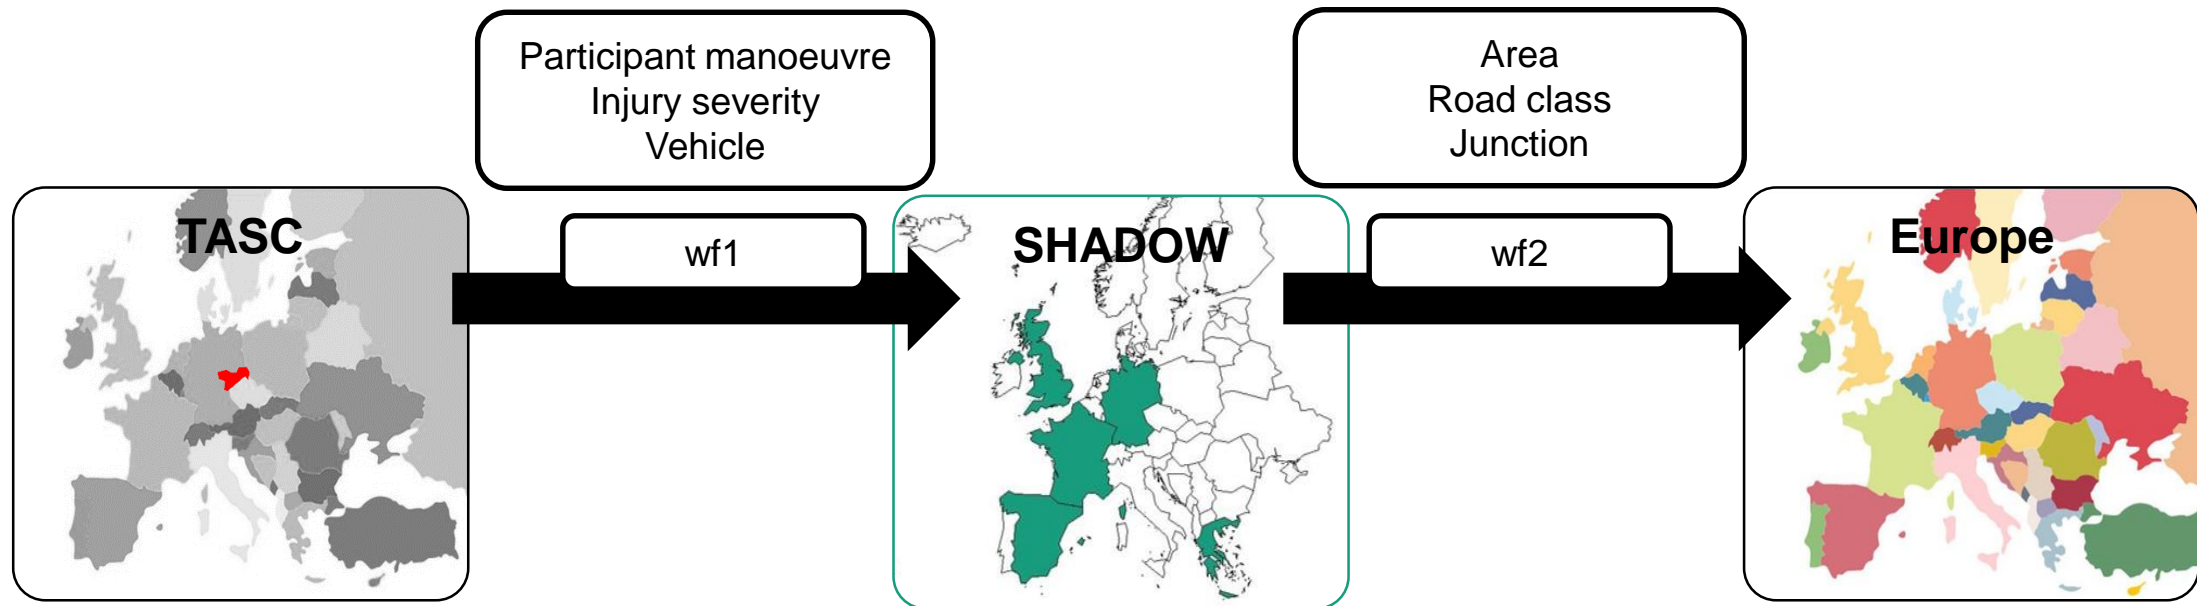 Participant manoeuvre
Injury severity
Vehicle
Area
Road class
Junction
TASC
wf1
SHADOW
wf2
Europe